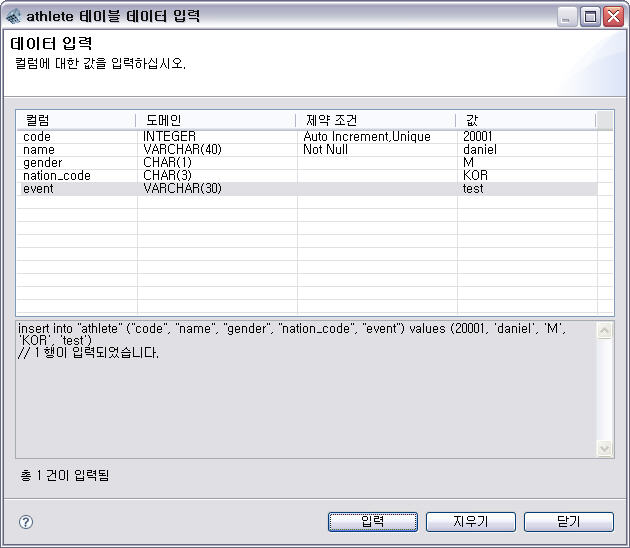 athlete 테이블 데이터 입력
데이터 입력
컬럼에 대한 값을 입력하십시오.
컬럼 도메인 제약 조건 값
code INTEGER Auto Increment,Unique 20001
name VARCHAR(40) Not Null daniel
gender CHAR(1) M
nation_code CHAR(3) KOR
event VARCHAR(30) test
insert into "athlete" ("code", "name", "gender", "nation_code", "event") values (20001, 'daniel', 'M',
'KOR', 'test')
// 1 행이 입력되었습니다.
총 1 건이 입력됨
? 입력 지우기 닫기